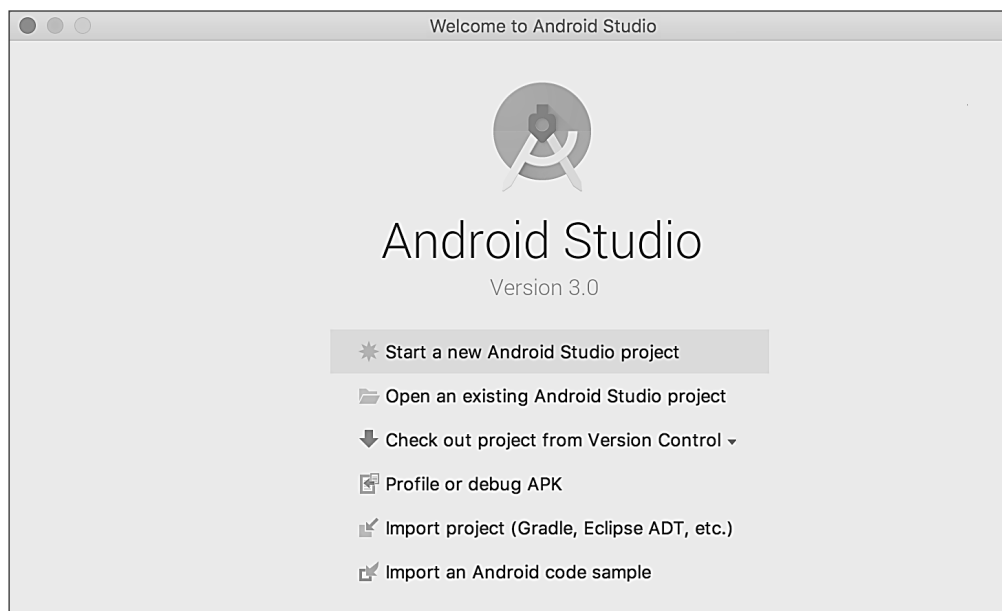 Welcome to Android Studio
Android Studio
Version 3.0
Start a new Android Studio project
Open an existing Android Studio project
Check out project from Version Control
Profile or debug APK
Import project (Gradle, Eclipse ADT, etc.)
Import an Android code sample